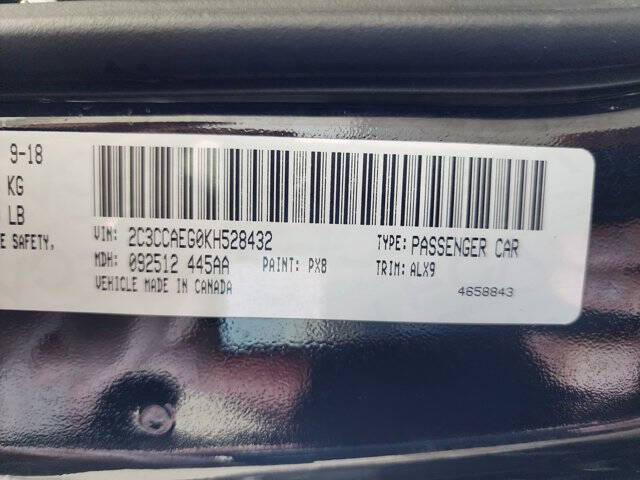 9-18
KG
LB
E SAFETY.
VIN: 2C3CCAEG0KH528432
TYPE: PASSENGER CAR
MDH: 092512 445AA
PAINT: PX8
TRIM: ALX9
VEHICLE MADE IN CANADA
4658843